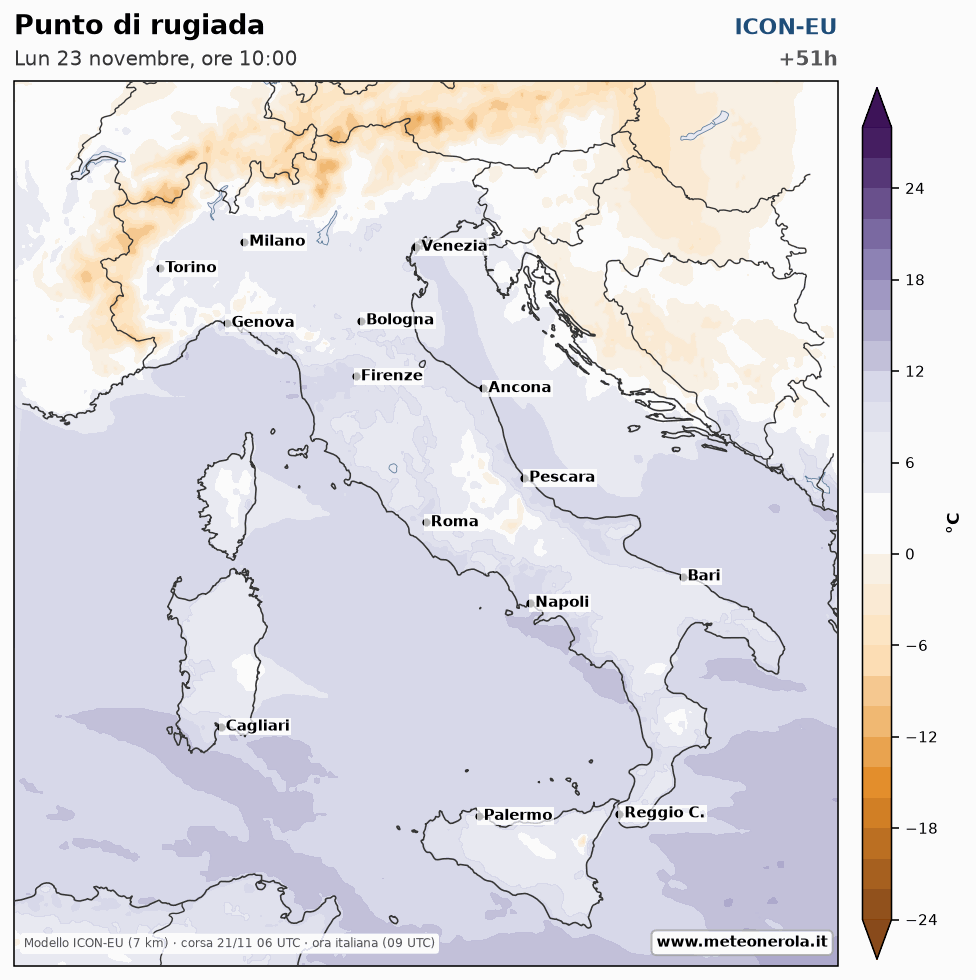 Punto di rugiada
ICON-EU
Lun 23 novembre, ore 10:00
+51h
Milano
Venezia
Torino
Genova
Bologna
Firenze
Ancona
Pescara
Roma
Bari
Napoli
Cagliari
Palermo
Reggio C.
24
18
12
6
0
−6
−12
−18
−24
°C
Modello ICON-EU (7 km) · corsa 21/11 06 UTC · ora italiana (09 UTC)
www.meteonerola.it